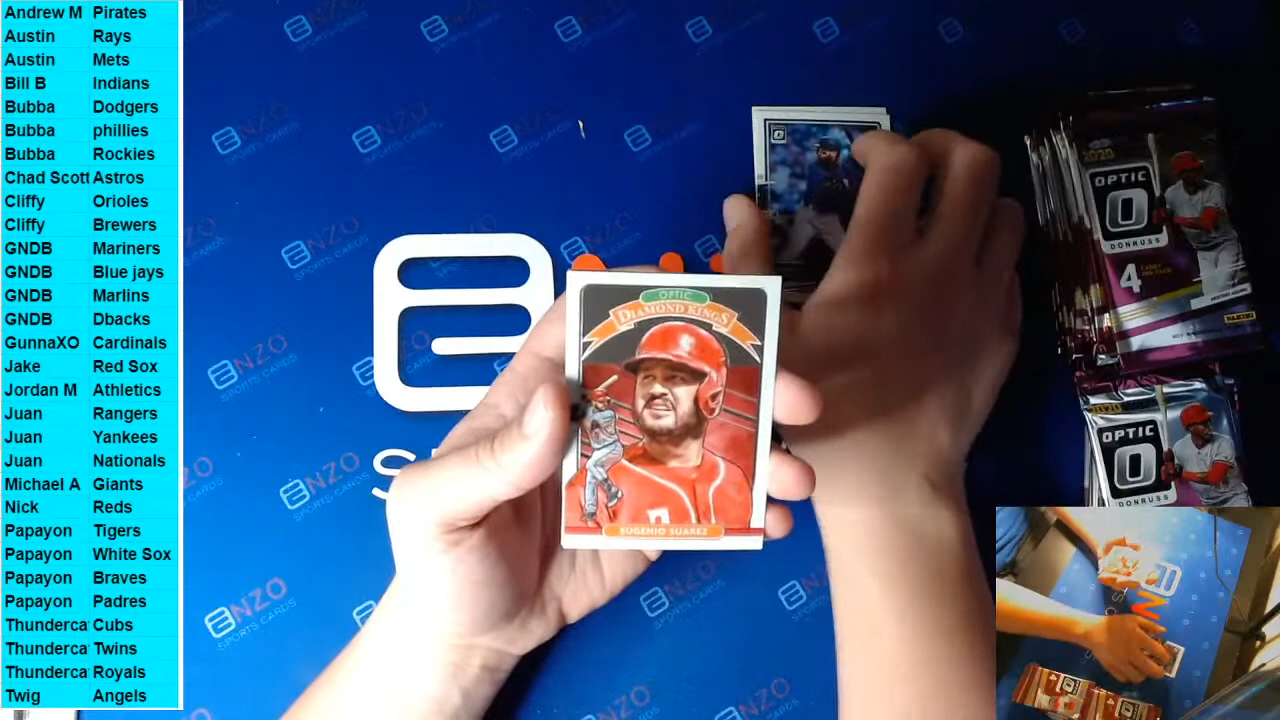 Andrew M Pirates
Austin Rays
Austin Mets
Bill B Indians
Bubba Dodgers
Bubba phillies
Bubba Rockies
Chad Scott Astros
Cliffy Orioles
Cliffy Brewers
GNDB Mariners
GNDB Blue jays
GNDB Marlins
GNDB Dbacks
GunnaXO Cardinals
Jake Red Sox
Jordan M Athletics
Juan Rangers
Juan Yankees
Juan Nationals
Michael A Giants
Nick Reds
Papayon Tigers
Papayon White Sox
Papayon Braves
Papayon Padres
Thunderca Cubs
Thunderca Twins
Thunderca Royals
Twig Angels
OPTIC
DIAMOND KINGS
EUGENIO SUAREZ
2020
OPTIC
DONRUSS
4
2020
OPTIC
DONRUSS
ENZO
SPORTS CARDS